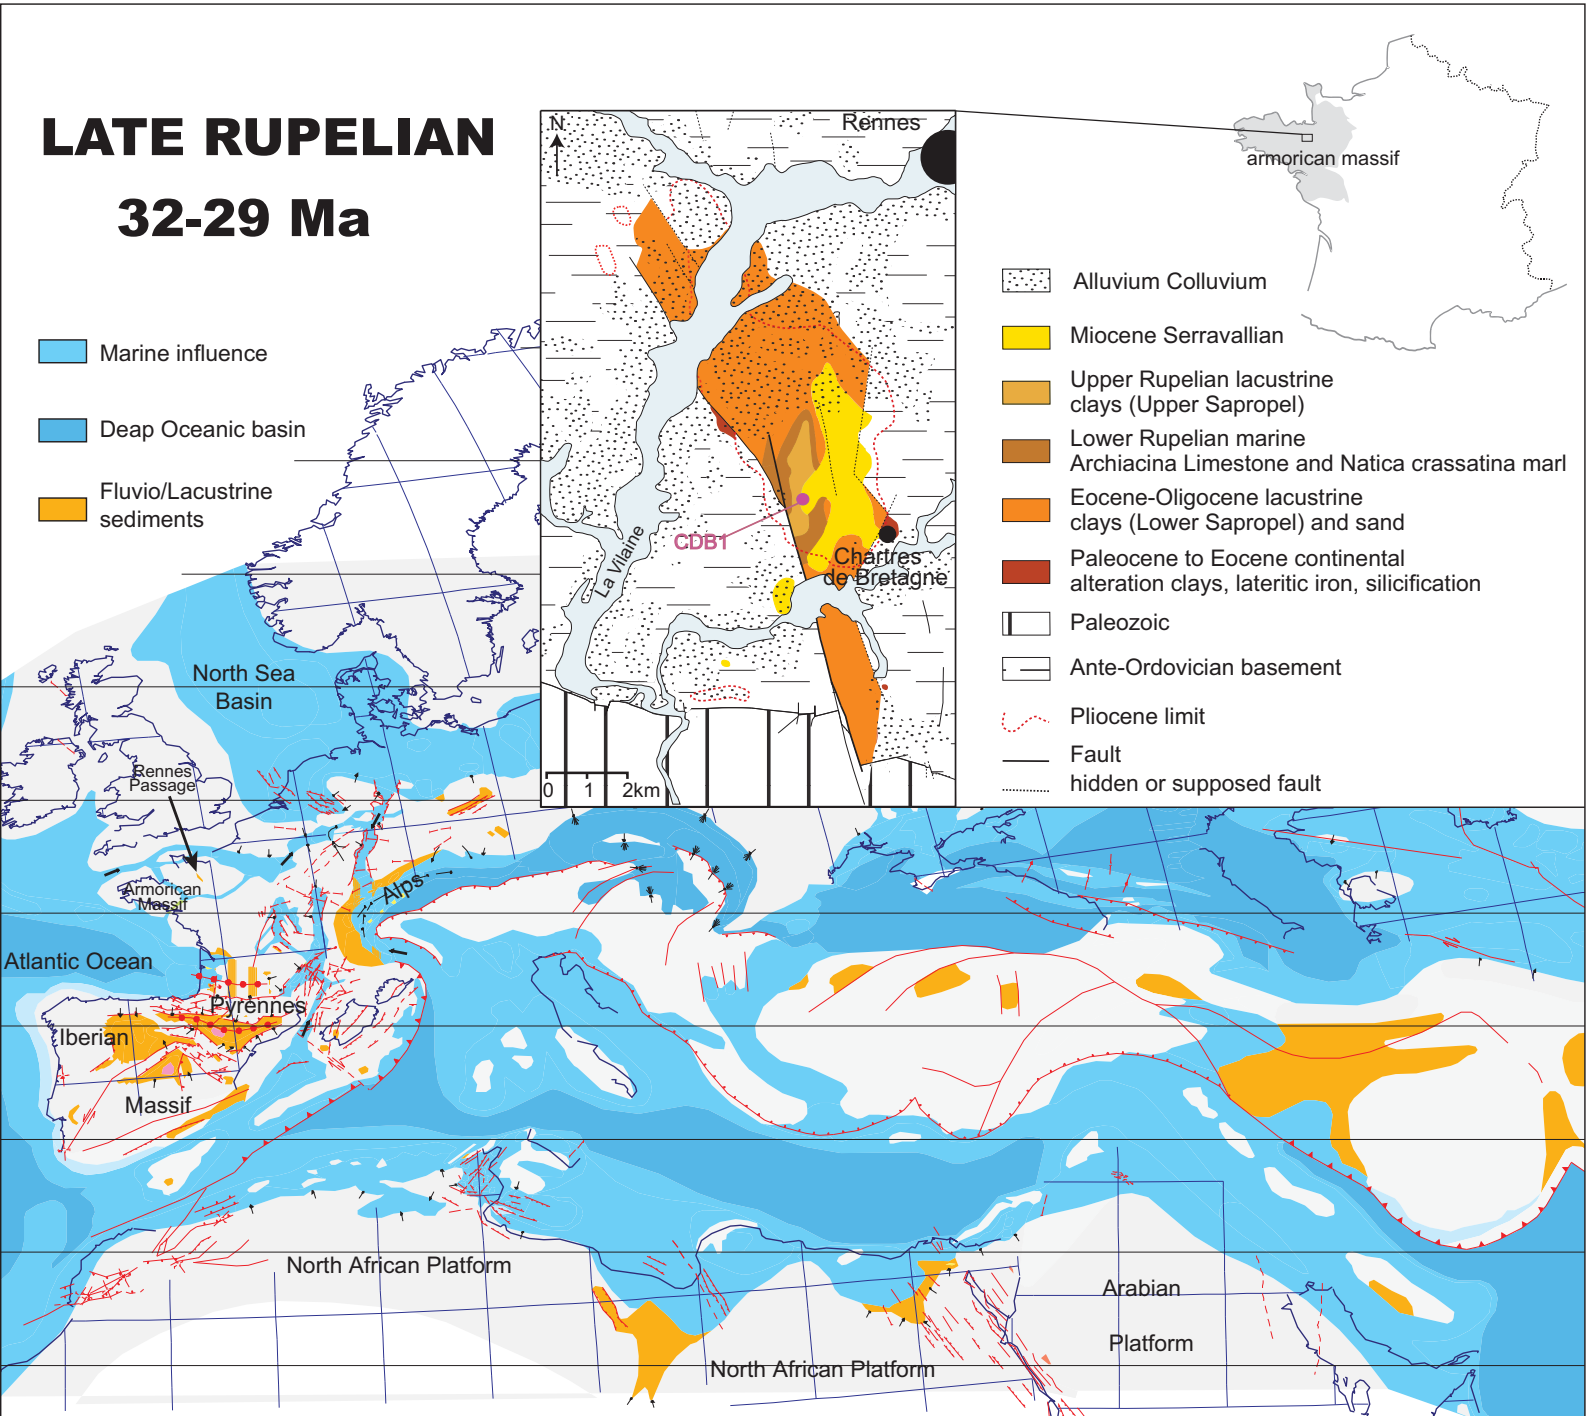 LATE RUPELIAN
32-29 Ma
Marine influence
Deap Oceanic basin
Fluvio/Lacustrine
sediments
N
Rennes
CDB1
La Vilaine
Chartres
de Bretagne
0 1 2km
armorican massif
Alluvium Colluvium
Miocene Serravallian
Upper Rupelian lacustrine
clays (Upper Sapropel)
Lower Rupelian marine
Archiacina Limestone and Natica crassatina marl
Eocene-Oligocene lacustrine
clays (Lower Sapropel) and sand
Paleocene to Eocene continental
alteration clays, lateritic iron, silicification
Paleozoic
Ante-Ordovician basement
Pliocene limit
Fault
hidden or supposed fault
North Sea
Basin
Rennes
Passage
Armorican
Massif
Alps
Atlantic Ocean
Pyrennes
Iberian
Massif
North African Platform
North African Platform
Arabian
Platform